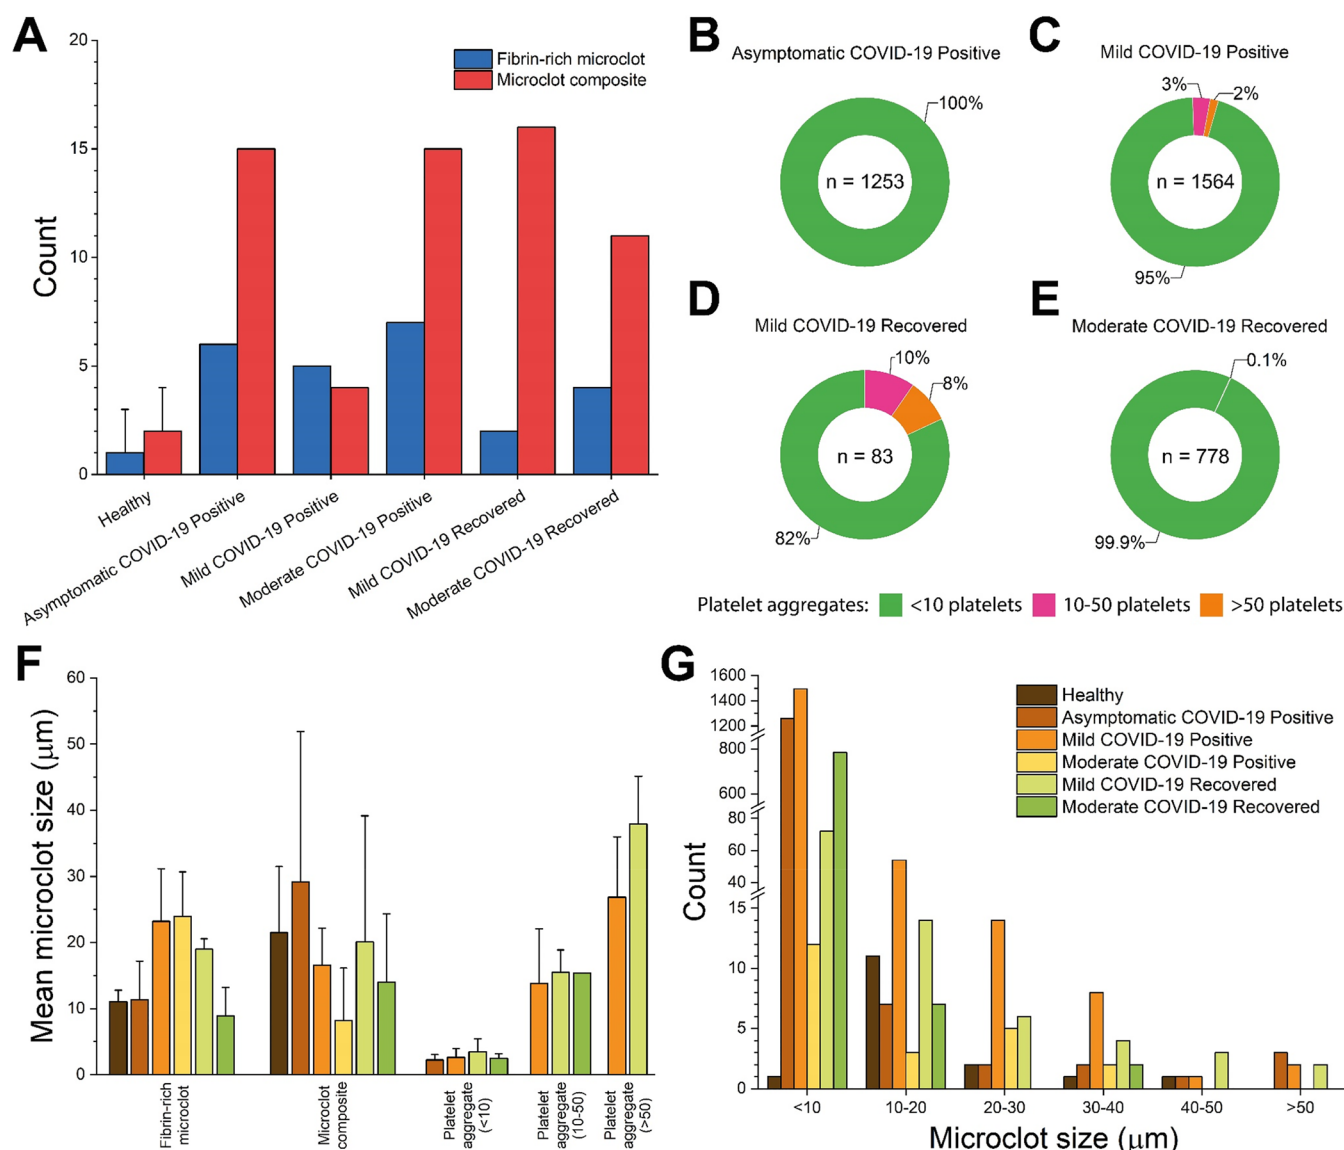 A
20
15
10
5
0
Count
Fibrin-rich microclot
Microclot composite
Healthy
Asymptomatic COVID-19 Positive
Mild COVID-19 Positive
Moderate COVID-19 Positive
Mild COVID-19 Recovered
Moderate COVID-19 Recovered
B
Asymptomatic COVID-19 Positive
100%
n = 1253
C
Mild COVID-19 Positive
3%
2%
n = 1564
95%
D
Mild COVID-19 Recovered
10%
8%
n = 83
82%
E
Moderate COVID-19 Recovered
0.1%
n = 778
99.9%
Platelet aggregates: <10 platelets 10-50 platelets >50 platelets
F
60
50
40
30
20
10
0
Mean microclot size (μm)
Fibrin-rich
microclot
Microclot
composite
Platelet
aggregate
(<10)
Platelet
aggregate
(10-50)
Platelet
aggregate
(>50)
G
1600
1400
1200
800
600
80
60
40
15
10
5
0
Count
Healthy
Asymptomatic COVID-19 Positive
Mild COVID-19 Positive
Moderate COVID-19 Positive
Mild COVID-19 Recovered
Moderate COVID-19 Recovered
<10 10-20 20-30 30-40 40-50 >50
Microclot size (μm)